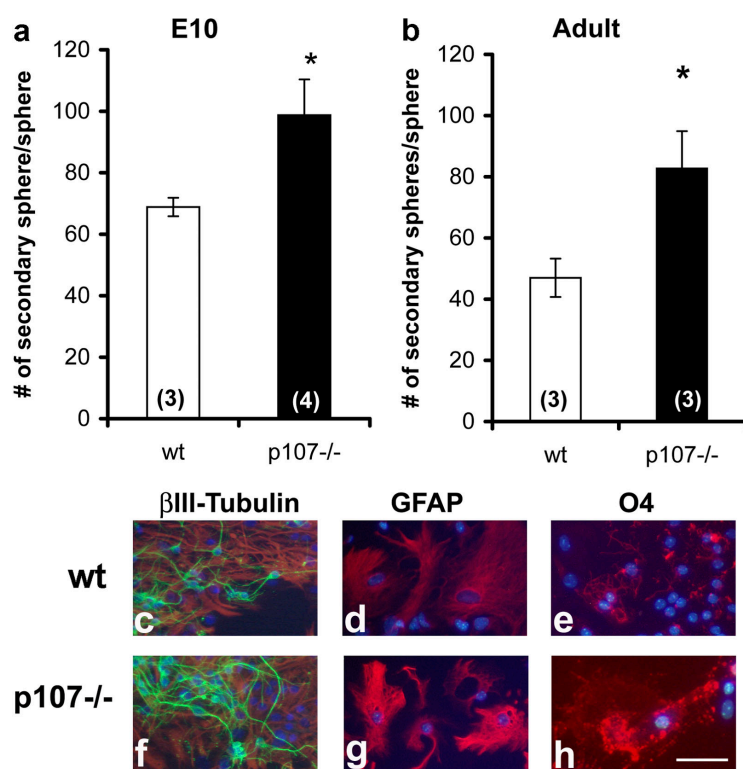 a
E10
# of secondary sphere/sphere
120
100
80
60
40
20
0
*
(3)
(4)
wt
p107-/-
b
Adult
# of secondary spheres/sphere
120
100
80
60
40
20
0
*
(3)
(3)
wt
p107-/-
βIII-Tubulin
GFAP
O4
wt
c
d
e
p107-/-
f
g
h